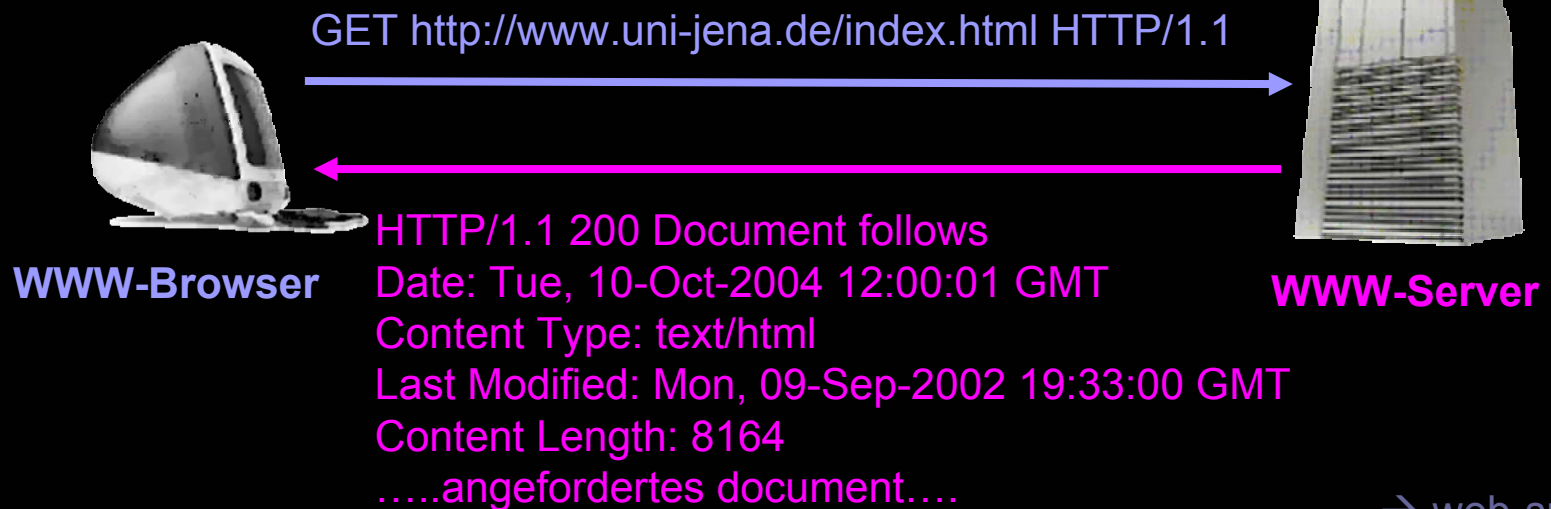 GET http://www.uni-jena.de/index.html HTTP/1.1
HTTP/1.1 200 Document follows
WWW-Browser
Date: Tue, 10-Oct-2004 12:00:01 GMT
WWW-Server
Content Type: text/html
Last Modified: Mon, 09-Sep-2002 19:33:00 GMT
Content Length: 8164
…..angefordertes document….
→ web